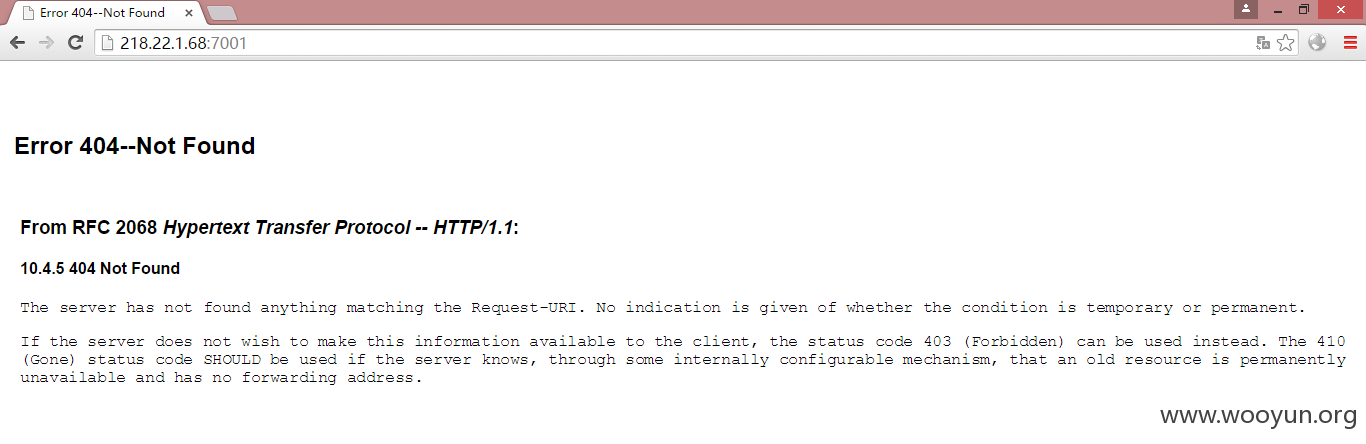 Error 404--Not Found
218.22.1.68:7001
Error 404--Not Found
From RFC 2068 Hypertext Transfer Protocol -- HTTP/1.1:
10.4.5 404 Not Found
The server has not found anything matching the Request-URI. No indication is given of whether the condition is temporary or permanent.
If the server does not wish to make this information available to the client, the status code 403 (Forbidden) can be used instead. The 410
(Gone) status code SHOULD be used if the server knows, through some internally configurable mechanism, that an old resource is permanently
unavailable and has no forwarding address.
www.wooyun.org